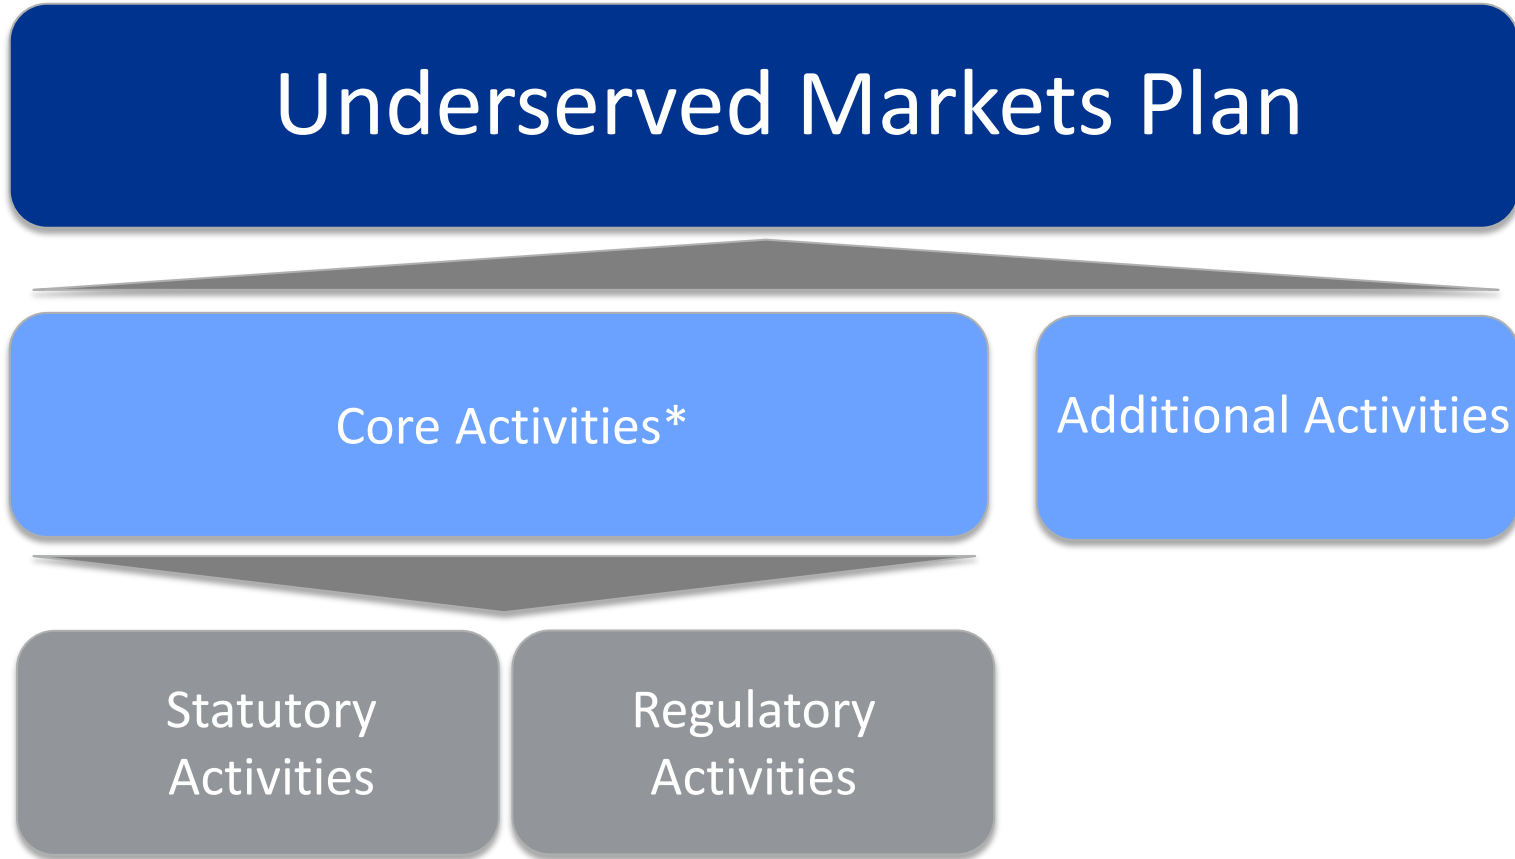 Underserved Markets Plan
Core Activities*
Additional Activities
Statutory
Activities
Regulatory
Activities